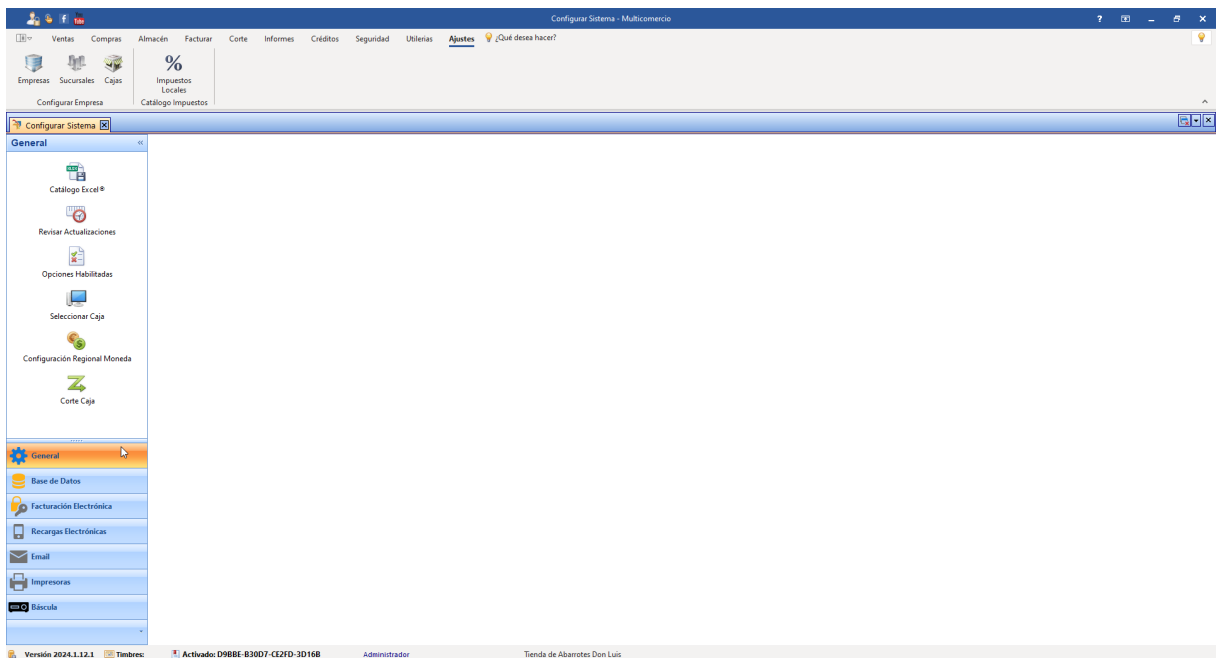 Configurar Sistema - Multicomercio
Ventas Compras Almacén Facturar Corte Informes Créditos Seguridad Utilerias Ajustes ¿Qué desea hacer?
Empresas Sucursales Cajas Impuestos Locales
Configurar Empresa Catálogo Impuestos
Configurar Sistema
General
Catálogo Excel®
Revisar Actualizaciones
Opciones Habilitadas
Seleccionar Caja
Configuración Regional Moneda
Corte Caja
General
Base de Datos
Facturación Electrónica
Recargas Electrónicas
Email
Impresoras
Báscula
Versión 2024.1.12.1 Timbres: Activado: D9BBE-B30D7-CE2FD-3D16B Administrador Tienda de Abarrotes Don Luis